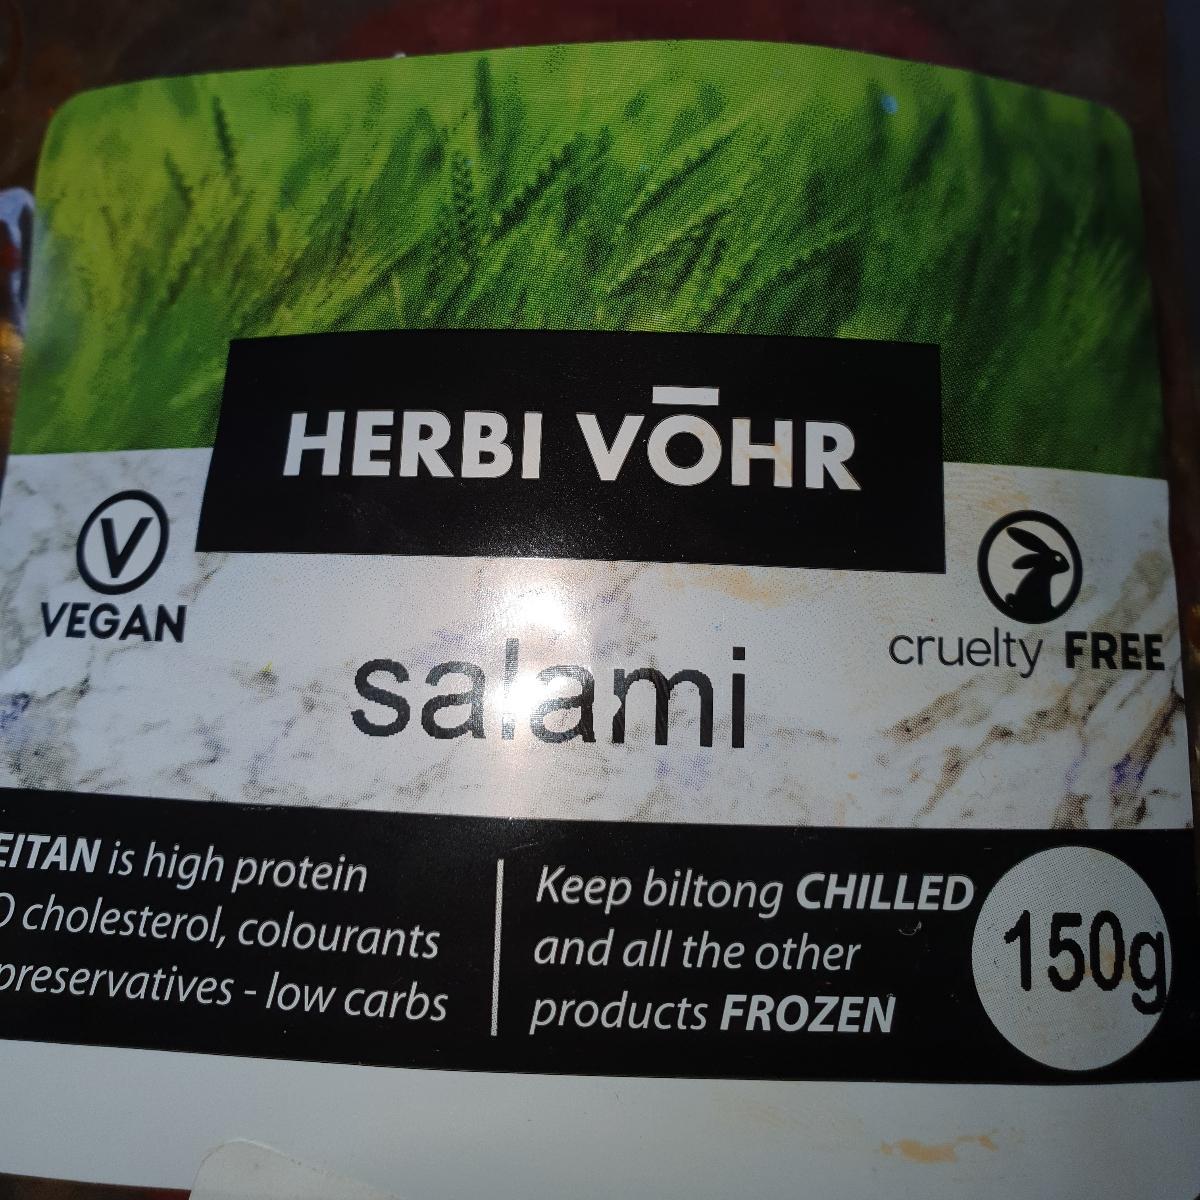 HERBI VŌHR
V
VEGAN
cruelty FREE
salami
EITAN is high protein
O cholesterol, colourants
preservatives - low carbs
Keep biltong CHILLED
and all the other
products FROZEN
150g